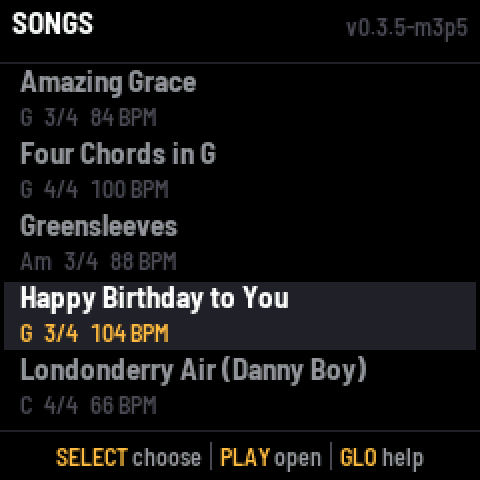 SONGS v0.3.5-m3p5
Amazing Grace
G 3/4 84 BPM
Four Chords in G
G 4/4 100 BPM
Greensleeves
Am 3/4 88 BPM
Happy Birthday to You
G 3/4 104 BPM
Londonderry Air (Danny Boy)
C 4/4 66 BPM
SELECT choose | PLAY open | GLO help